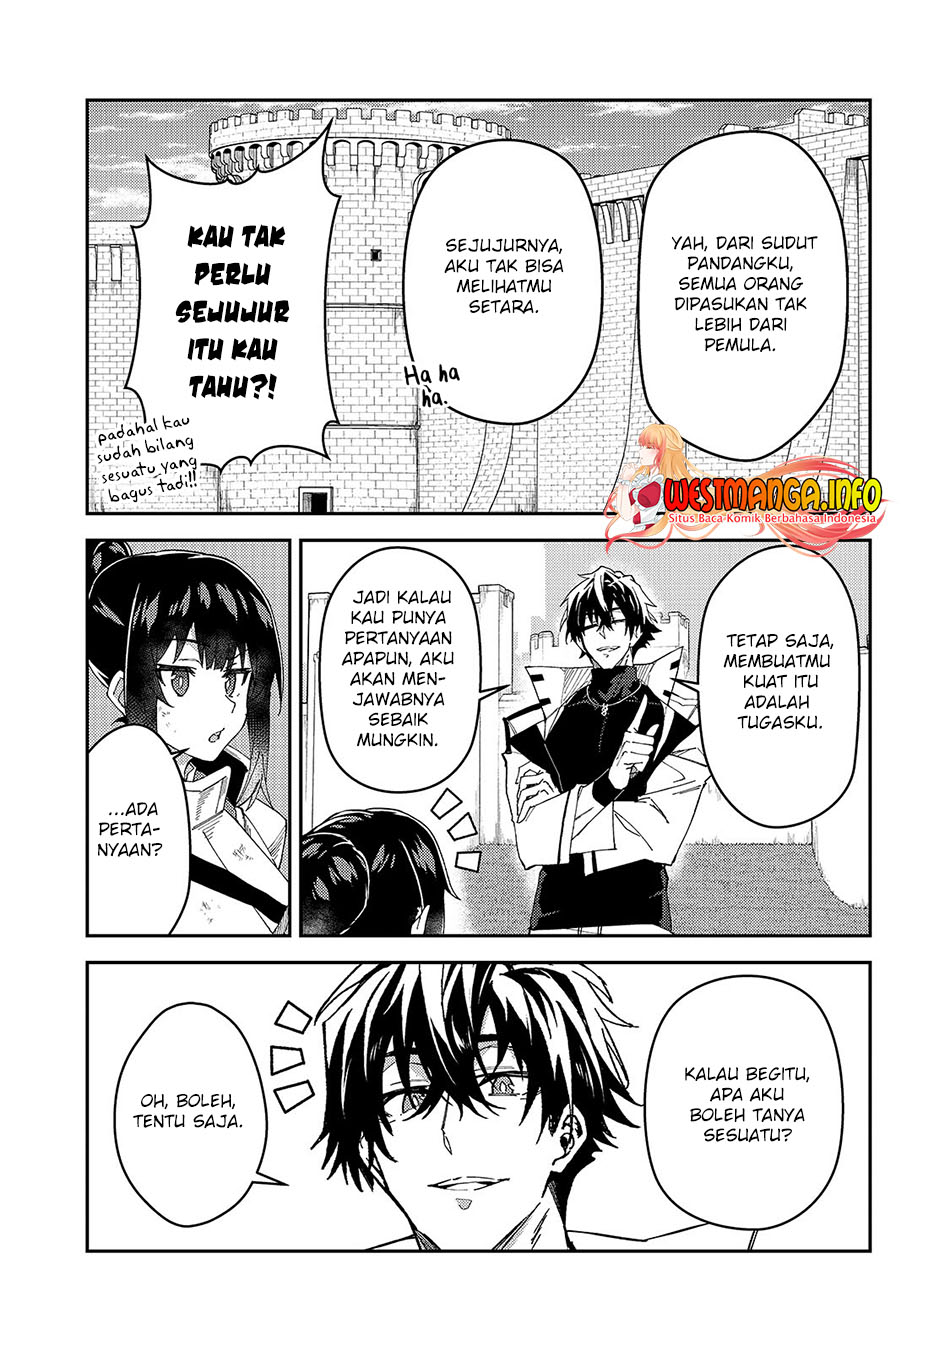 YAH, DARI SUDUT
PANDANGKU,
SEMUA ORANG
DIPASUKAN TAK
LEBIH DARI
PEMULA.
SEJUJURNYA,
AKU TAK BISA
MELIHATMU
SETARA.
Ha ha
ha.
KAU TAK
PERLU
SEJUJUR
ITU KAU
TAHU?!
padahal kau
sudah bilang
sesuatu yang
bagus tadi!!
WESTMANGA.INFO
Situs Baca Komik Berbahasa Indonesia
TETAP SAJA,
MEMBUATMU
KUAT ITU
ADALAH
TUGASKU.
JADI KALAU
KAU PUNYA
PERTANYAAN
APAPUN, AKU
AKAN MEN-
JAWABNYA
SEBAIK
MUNGKIN.
...ADA
PERTA-
NYAAN?
KALAU BEGITU,
APA AKU
BOLEH TANYA
SESUATU?
OH, BOLEH,
TENTU SAJA.